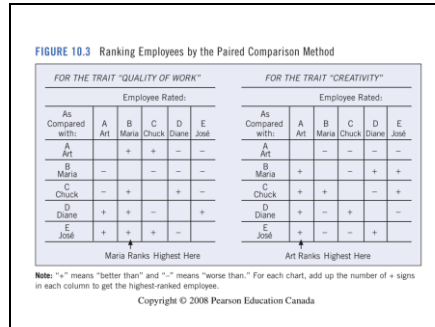 FIGURE 10.3 Ranking Employees by the Paired Comparison Method
FOR THE TRAIT “QUALITY OF WORK”
Employee Rated:
As Compared with: A Art B Maria C Chuck D Diane E José
A Art + + – –
B Maria – – – –
C Chuck – + + –
D Diane + + – +
E José + + + –
Maria Ranks Highest Here
FOR THE TRAIT “CREATIVITY”
Employee Rated:
As Compared with: A Art B Maria C Chuck D Diane E José
A Art – – – –
B Maria + – + +
C Chuck + + – +
D Diane + – + –
E José + – – +
Art Ranks Highest Here
Note: “+” means “better than” and “–” means “worse than.” For each chart, add up the number of + signs
in each column to get the highest-ranked employee.
Copyright © 2008 Pearson Education Canada